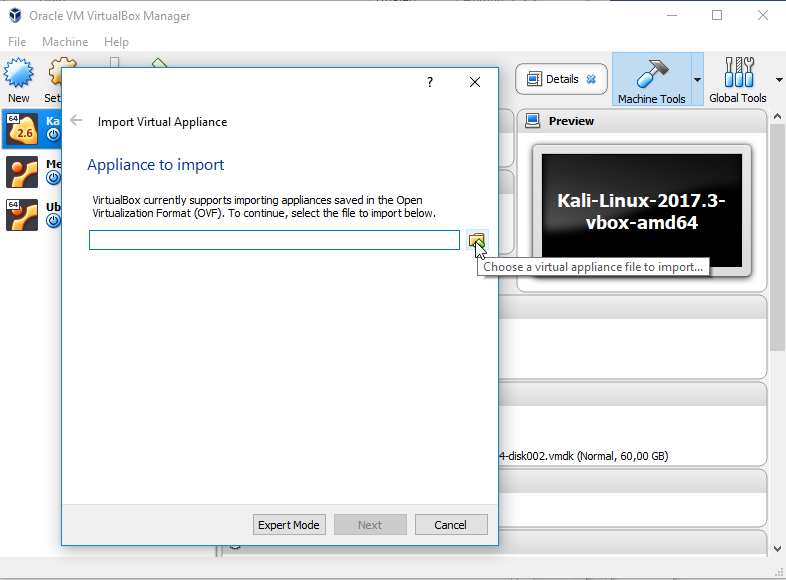 Oracle VM VirtualBox Manager
File Machine Help
New
Details
Machine Tools
Global Tools
64
2.6
Ka
64
Me
64
Ub
?
Import Virtual Appliance
Appliance to import
VirtualBox currently supports importing appliances saved in the Open
Virtualization Format (OVF). To continue, select the file to import below.
Choose a virtual appliance file to import...
Expert Mode
Next
Cancel
Preview
Kali-Linux-2017.3-
vbox-amd64
4-disk002.vmdk (Normal, 60,00 GB)